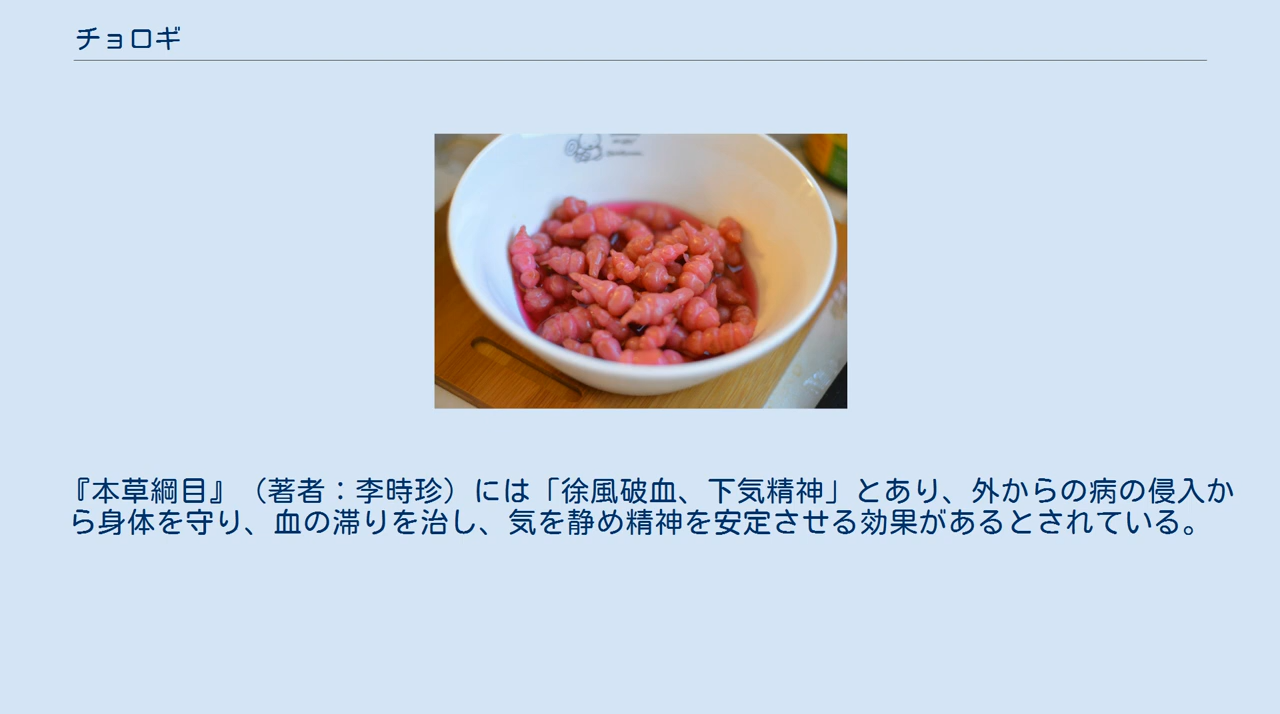 チョロギ
『本草綱目』（著者：李時珍）には「徐風破血、下気精神」とあり、外からの病の侵入か
ら身体を守り、血の滞りを治し、気を静め精神を安定させる効果があるとされている。